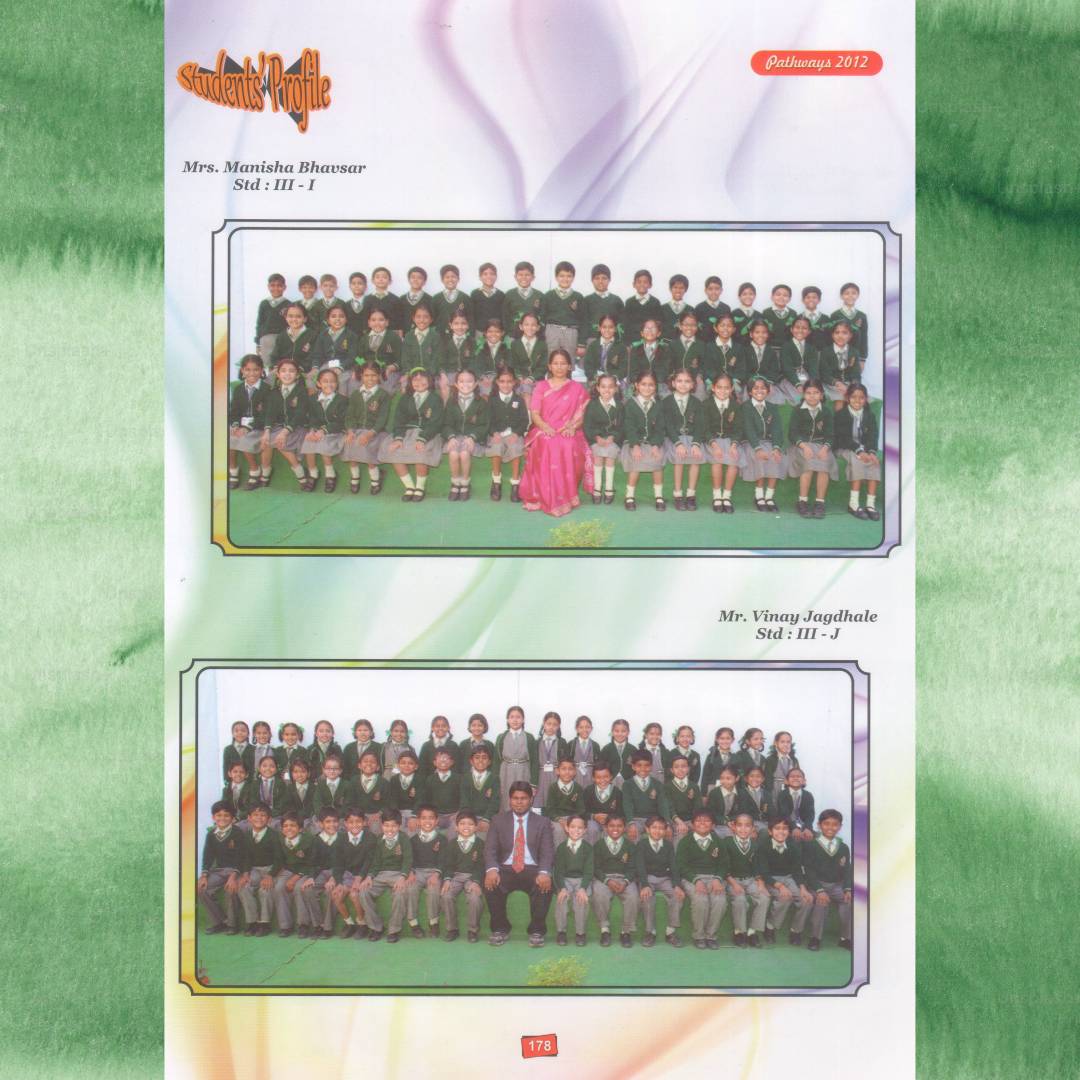 Students' Profile
Pathways 2012
Mrs. Manisha Bhavsar
Std : III - I
Mr. Vinay Jagdhale
Std : III - J
178